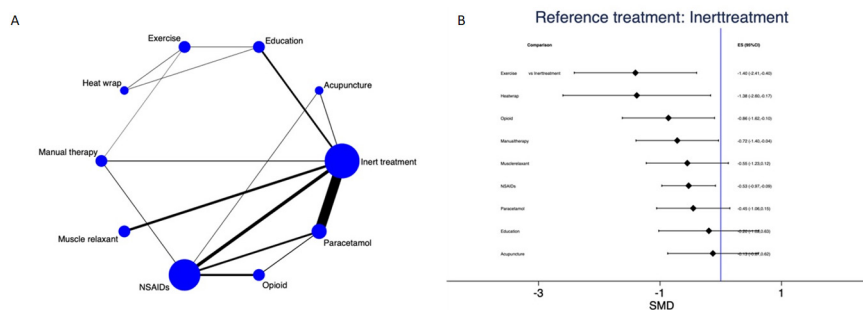 A
Exercise
Education
Heat wrap
Acupuncture
Manual therapy
Inert treatment
Muscle relaxant
Paracetamol
NSAIDs
Opioid
B
Reference treatment: Inerttreatment
Comparison ES (95%CI)
Exercise vs Inerttreatment -1.40 (-2.41,-0.40)
Heatwrap -1.38 (-2.60,-0.17)
Opioid -0.86 (-1.62,-0.10)
Manualtherapy -0.72 (-1.40,-0.04)
Musclerelaxant -0.55 (-1.23,0.12)
NSAIDs -0.53 (-0.97,-0.09)
Paracetamol -0.45 (-1.06,0.15)
Education
Acupuncture
-3 -1 1
SMD